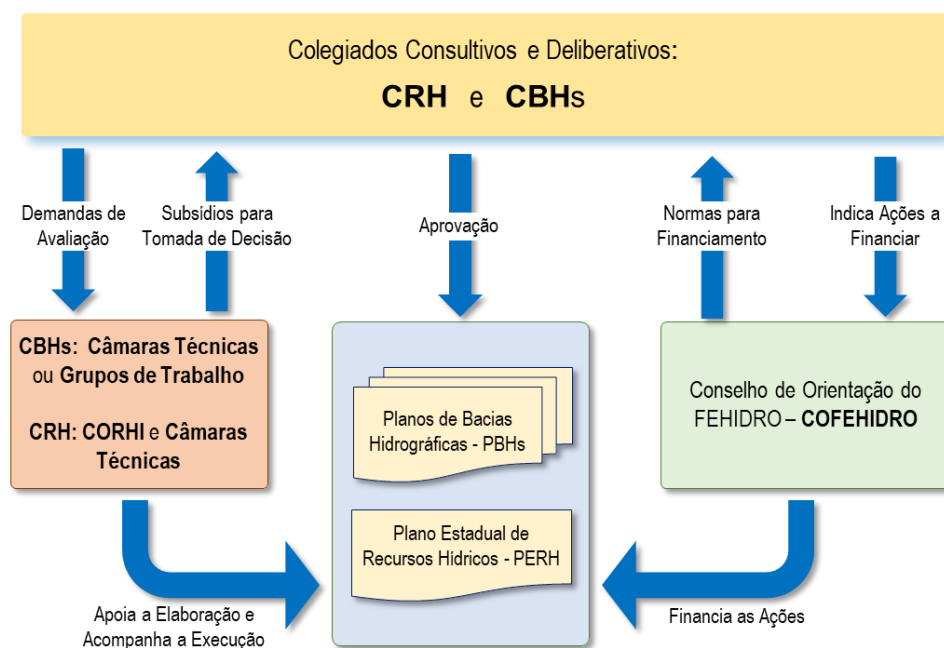 Colegiados Consultivos e Deliberativos:
CRH e CBHs
Demandas de
Avaliação
Subsídios para
Tomada de Decisão
Aprovação
Normas para
Financiamento
Indica Ações a
Financiar
CBHs: Câmaras Técnicas
ou Grupos de Trabalho
CRH: CORHI e Câmaras
Técnicas
Planos de Bacias
Hidrográficas - PBHs
Plano Estadual de
Recursos Hídricos - PERH
Conselho de Orientação do
FEHIDRO – COFEHIDRO
Apoia a Elaboração e
Acompanha a Execução
Financia as Ações